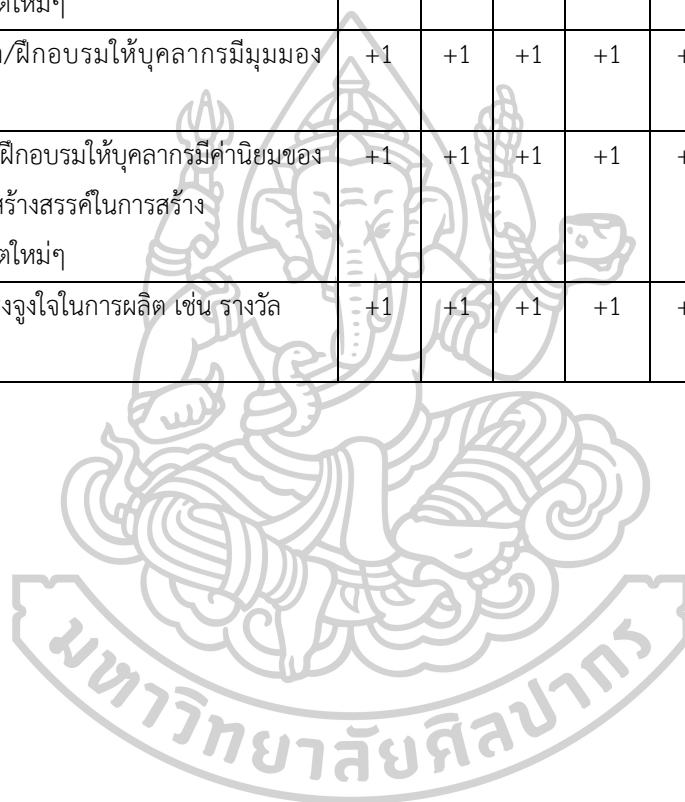 ตใหม่ๆ
/ฝึกอบรมให้บุคลากรมีมุมมอง +1 +1 +1 +1
ฝึกอบรมให้บุคลากรมีค่านิยมของ +1 +1 +1 +1
สร้างสรรค์ในการสร้าง
ตใหม่ๆ
งจูงใจในการผลิต เช่น รางวัล +1 +1 +1 +1
มหาวิทยาลัยศิลปากร